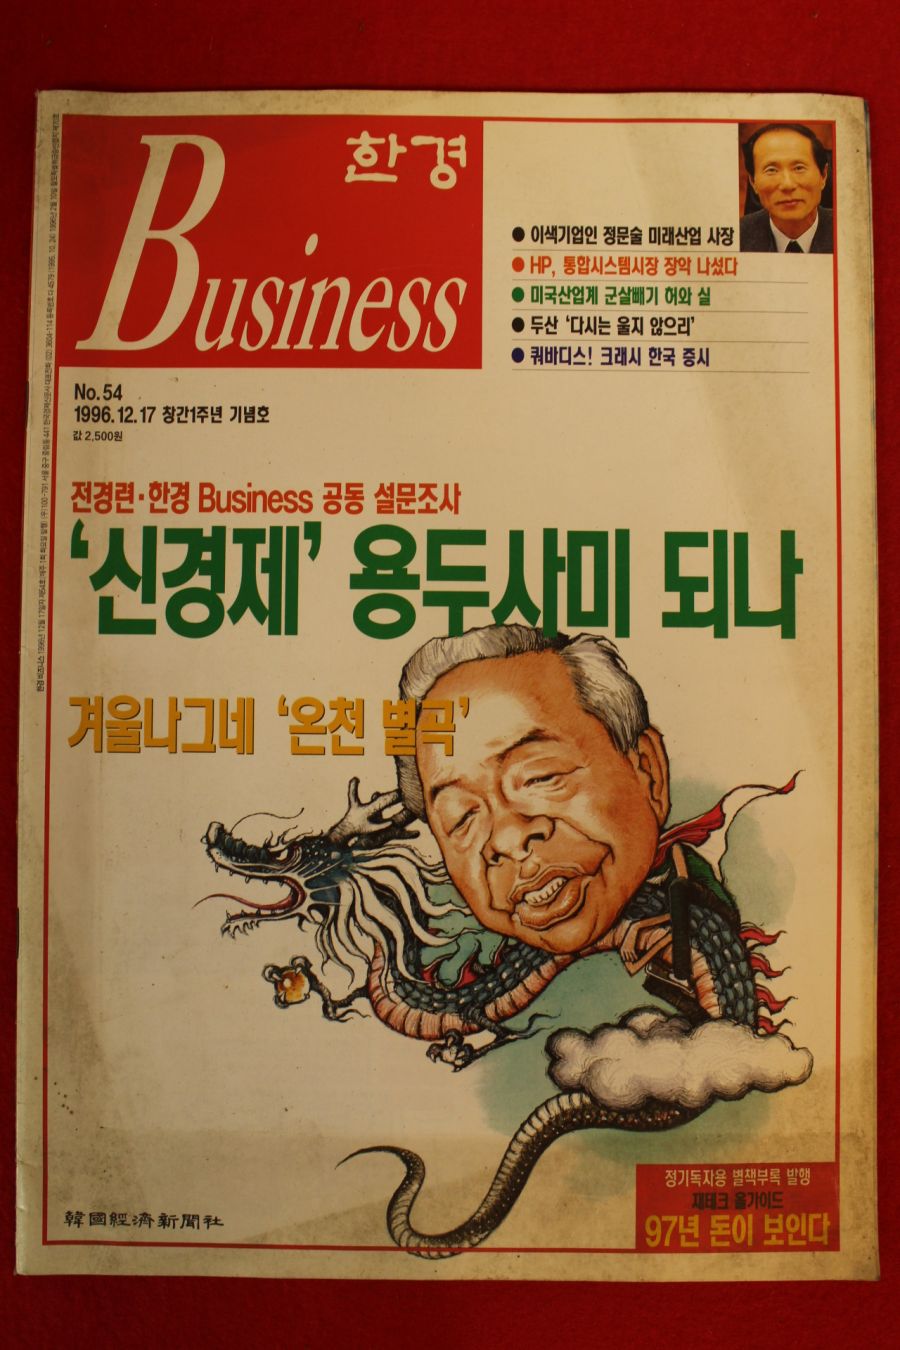 한경
Business
● 이색기업인 정문술 미래산업 사장
● HP, 통합시스템시장 장악 나섰다
● 미국산업계 군살빼기 허와 실
● 두산 ‘다시는 울지 않으리’
● 쿼바디스! 크래시 한국 증시
No.54
1996.12.17 창간1주년 기념호
값 2,500원
전경련·한경 Business 공동 설문조사
‘신경제’ 용두사미 되나
겨울나그네 ‘온천 별곡’
정기독자용 별책부록 발행
재테크 올가이드
97년 돈이 보인다
韓國經濟新聞社